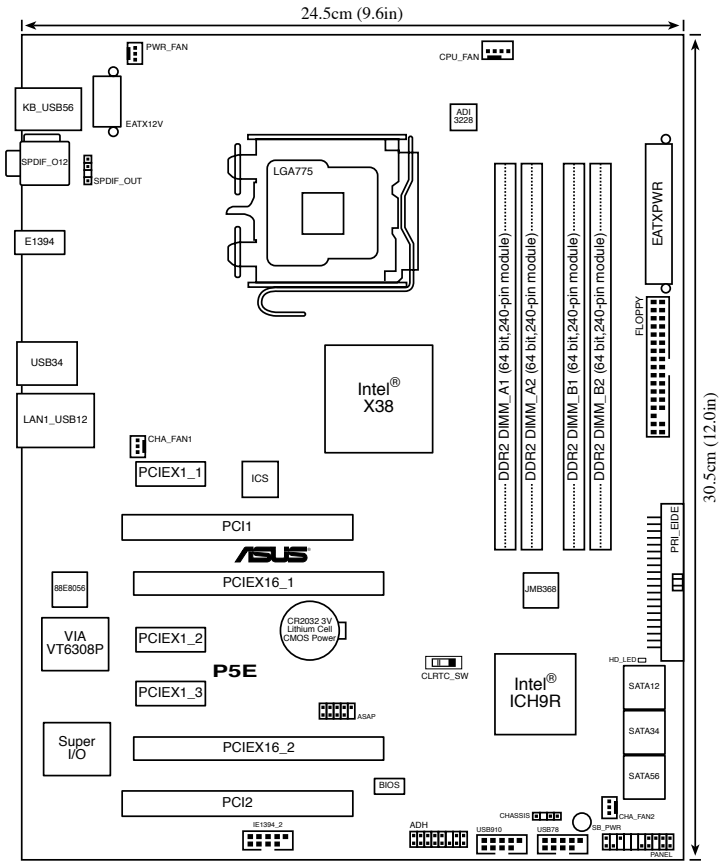 24.5cm (9.6in)
PWR_FAN
CPU_FAN
KB_USB56
EATX12V
ADI
3228
SPDIF_O12
SPDIF_OUT
LGA775
E1394
EATXPWR
FLOPPY
DDR2 DIMM_A1 (64 bit,240-pin module)
DDR2 DIMM_A2 (64 bit,240-pin module)
DDR2 DIMM_B1 (64 bit,240-pin module)
DDR2 DIMM_B2 (64 bit,240-pin module)
30.5cm (12.0in)
USB34
Intel®
X38
LAN1_USB12
CHA_FAN1
PCIEX1_1
ICS
PCI1
PRI_EIDE
ASUS
PCIEX16_1
88E8056
JMB368
CR2032 3V
Lithium Cell
CMOS Power
VIA
VT6308P
PCIEX1_2
P5E
CLRTC_SW
HD_LED
Intel®
ICH9R
SATA12
PCIEX1_3
ASAP
SATA34
Super
I/O
PCIEX16_2
SATA56
BIOS
PCI2
CHASSIS
CHA_FAN2
IE1394_2
ADH
USB910
USB78
SB_PWR
PANEL